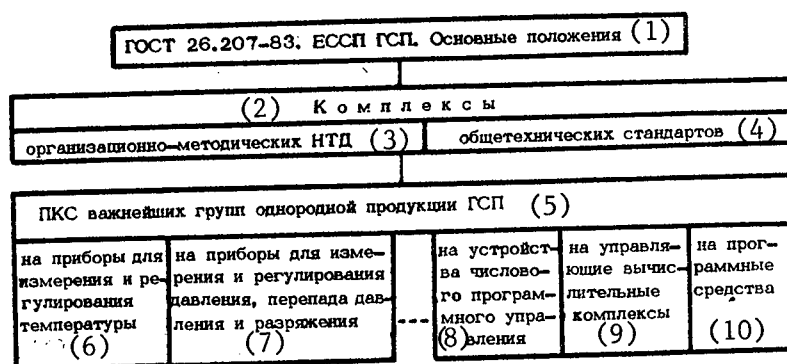 ГОСТ 26.207-83. ЕССП ГСП. Основные положения (1)
(2) Комплексы
организационно-методических НТД (3)
общетехнических стандартов (4)
ПКС важнейших групп однородной продукции ГСП (5)
на приборы для
измерения и ре-
гулирования
температуры
(6)
на приборы для изме-
рения и регулирования
давления, перепада дав-
ления и разряжения
(7)
на устройст-
ва числово-
го програм-
много упра-
(8) вления
на управля-
ющие вычис-
лительные
комплексы
(9)
на прог-
раммные
средства
(10)